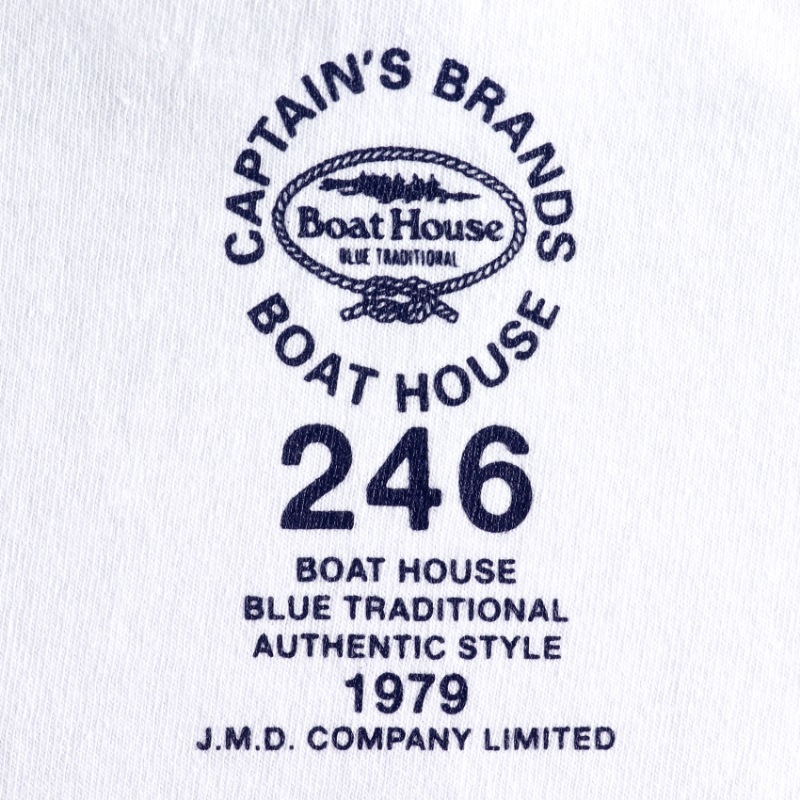 CAPTAIN'S BRANDS
Boat House
BLUE TRADITIONAL
BOAT HOUSE
246
BOAT HOUSE
BLUE TRADITIONAL
AUTHENTIC STYLE
1979
J.M.D. COMPANY LIMITED